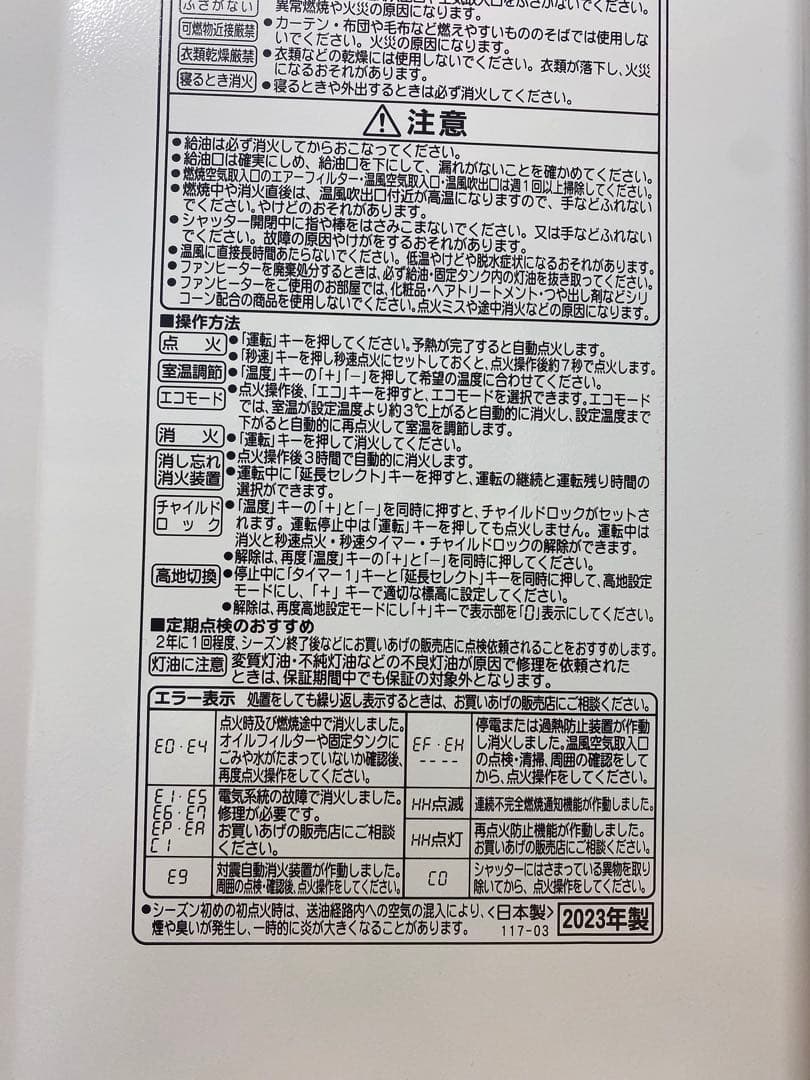 ふさがない
異常燃焼や火災の原因になります。
可燃物近接厳禁
●カーテン・布団や毛布など燃えやすいもののそばでは使用しな
いでください。火災の原因になります。
衣類乾燥厳禁
●衣類などの乾燥には使用しないでください。衣類が落下し、火災
になるおそれがあります。
寝るとき消火
●寝るときや外出するときは必ず消火してください。
注意
●給油は必ず消火してからおこなってください。
●給油口は確実にしめ、給油口を下にして、漏れがないことを確かめてください。
●燃焼空気取入口のエアーフィルター・温風空気取入口・温風吹出口は週1回以上掃除してください。
●燃焼中や消火直後は、温風吹出口付近が高温になりますので、手などふれない
でください。やけどのおそれがあります。
●シャッター開閉中に指や棒をはさみこまないでください。又は手などふれない
でください。故障の原因やけがをするおそれがあります。
●温風に直接長時間あたらないでください。低温やけどや脱水症状になるおそれがあります。
●ファンヒーターを廃棄処分するときは、必ず給油・固定タンク内の灯油を抜き取ってください。
●ファンヒーターをご使用のお部屋では、化粧品・ヘアトリートメント・つや出し剤などシリ
コーン配合の商品を使用しないでください。点火ミスや途中消火などの原因になります。
■操作方法
点火
●「運転」キーを押してください。予熱が完了すると自動点火します。
●「秒速」キーを押し秒速点火にセットしておくと、点火操作後約7秒で点火します。
室温調節
●「温度」キーの「+」「−」を押して希望の温度に合わせてください。
エコモード
●点火操作後、「エコ」キーを押すと、エコモードを選択できます。エコモード
では、室温が設定温度より約3℃上がると自動的に消火し、設定温度まで
下がると自動的に再点火して室温を調節します。
消火
●「運転」キーを押して消火してください。
消し忘れ
消火装置
●点火操作後3時間で自動的に消火します。
●運転中に「延長セレクト」キーを押すと、運転の継続と運転残り時間の
選択ができます。
チャイルド
ロック
●「温度」キーの「+」と「−」を同時に押すと、チャイルドロックがセットさ
れます。運転停止中は「運転」キーを押しても点火しません。運転中は
消火と秒速点火・秒速タイマー・チャイルドロックの解除ができます。
●解除は、再度「温度」キーの「+」と「−」を同時に押してください。
高地切換
●停止中に「タイマー1」キーと「延長セレクト」キーを同時に押して、高地設定
モードにし、「+」キーで適切な標高に設定してください。
●解除は、再度高地設定モードにし「+」キーで表示部を「0」表示にしてください。
■定期点検のおすすめ
2年に1回程度、シーズン終了後などにお買いあげの販売店に点検依頼されることをおすすめします。
灯油に注意
変質灯油・不純灯油などの不良灯油が原因で修理を依頼された
ときは、保証期間中でも保証の対象外となります。
エラー表示 処置をしても繰り返し表示するときは、お買いあげの販売店にご相談ください。
E0・E4
点火時及び燃焼途中で消火しました。
オイルフィルターや固定タンクに
ごみや水がたまっていないか確認後、
再度点火操作をしてください。
EF・EH
----
停電または過熱防止装置が作動
し消火しました。温風空気取入口
の点検・清掃、周囲の確認をして
から、点火操作をしてください。
E1・E5
E6・E7
EP・EA
C1
電気系統の故障で消火しました。
修理が必要です。
お買いあげの販売店にご相談
ください。
HH点滅
連続不完全燃焼通知機能が作動しました。
HH点灯
再点火防止機能が作動しました。
お買いあげの販売店にご相談ください。
E9
対震自動消火装置が作動しました。
周囲の点検・確認後、点火操作をしてください。
C0
シャッターにはさまっている異物を取り
除いてから、点火操作をしてください。
●シーズン初めの初点火時は、送油経路内への空気の混入により、
煙や臭いが発生し、一時的に炎が大きくなることがあります。
<日本製>
117-03
2023年製